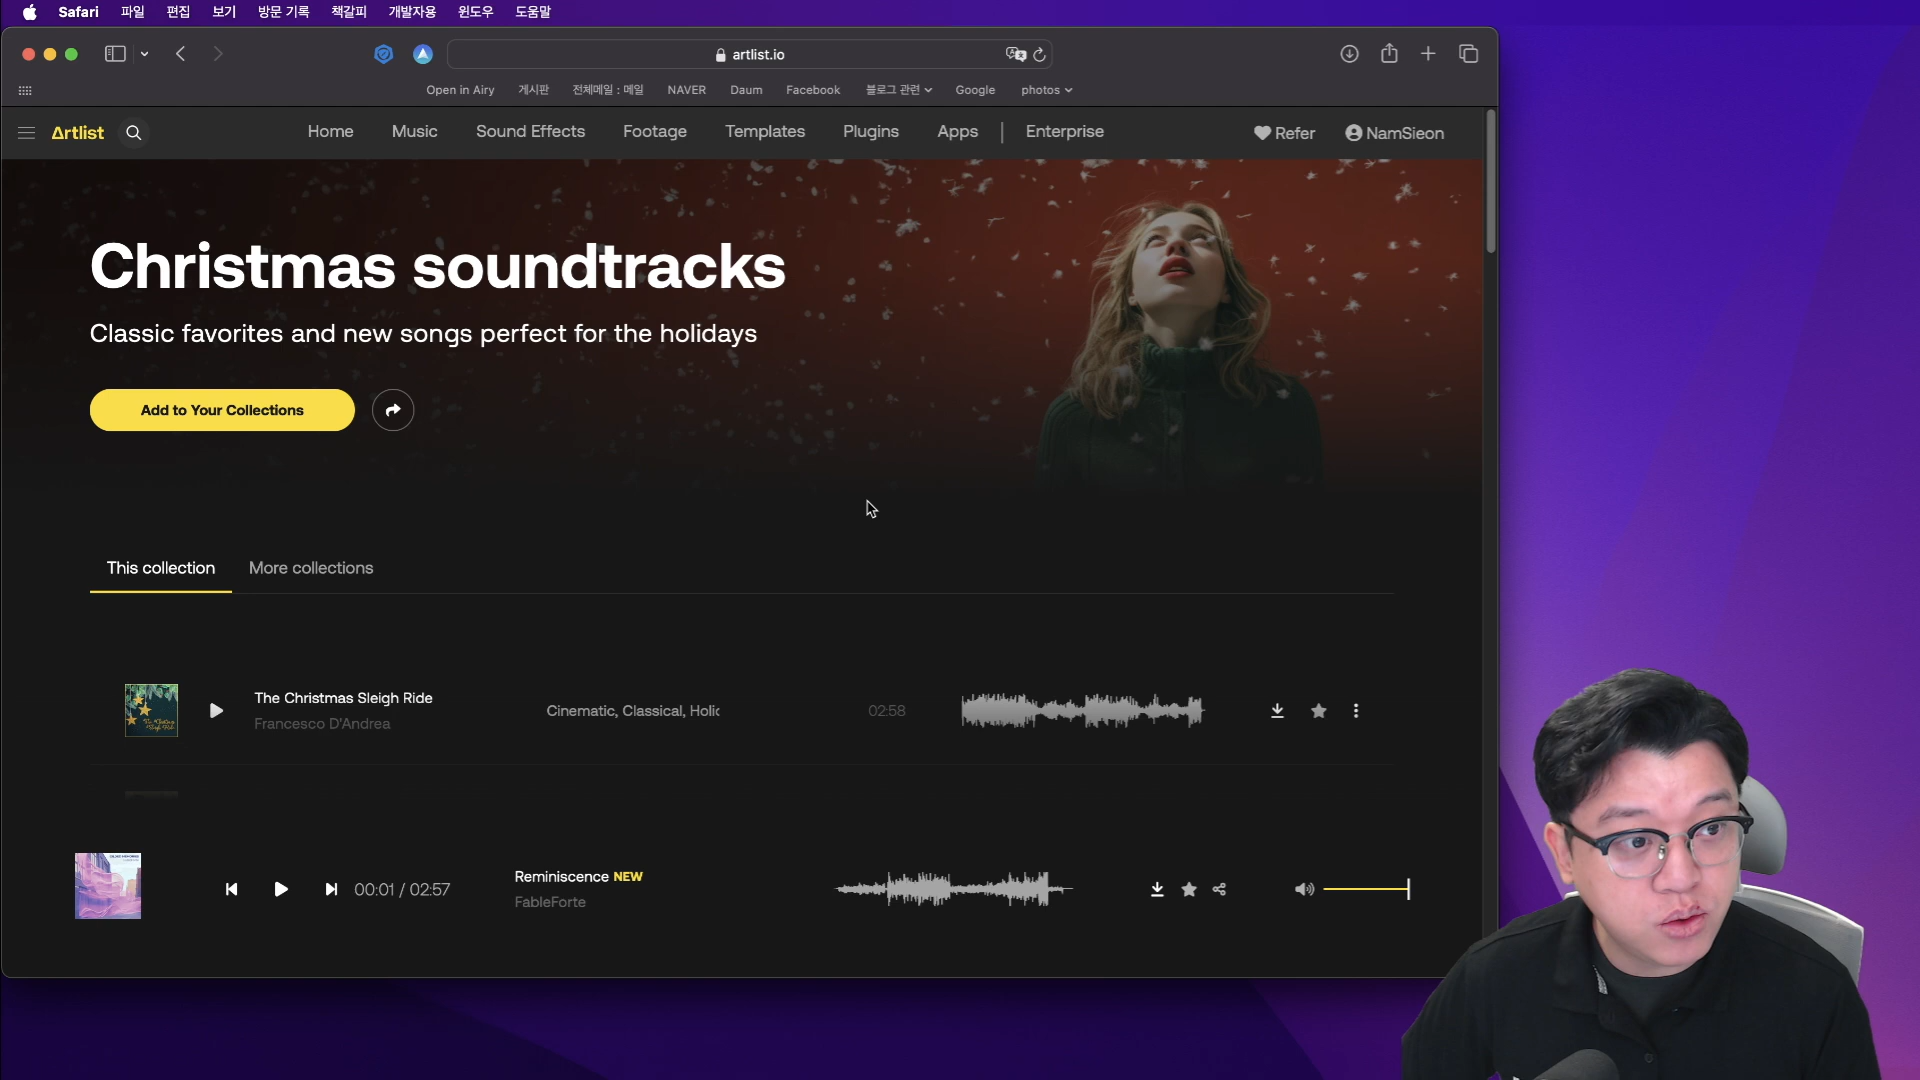 Safari 파일 편집 보기 방문 기록 책갈피 개발자용 윈도우 도움말
artlist.io
Open in Airy 게시판 전체메일 : 메일 NAVER Daum Facebook 블로그 관련 Google photos
Artlist Home Music Sound Effects Footage Templates Plugins Apps | Enterprise Refer NamSieon
Christmas soundtracks
Classic favorites and new songs perfect for the holidays
Add to Your Collections
This collection More collections
The Christmas Sleigh Ride
Francesco D'Andrea
Cinematic, Classical, Holic
02:58
00:01 / 02:57
Reminiscence NEW
FableForte